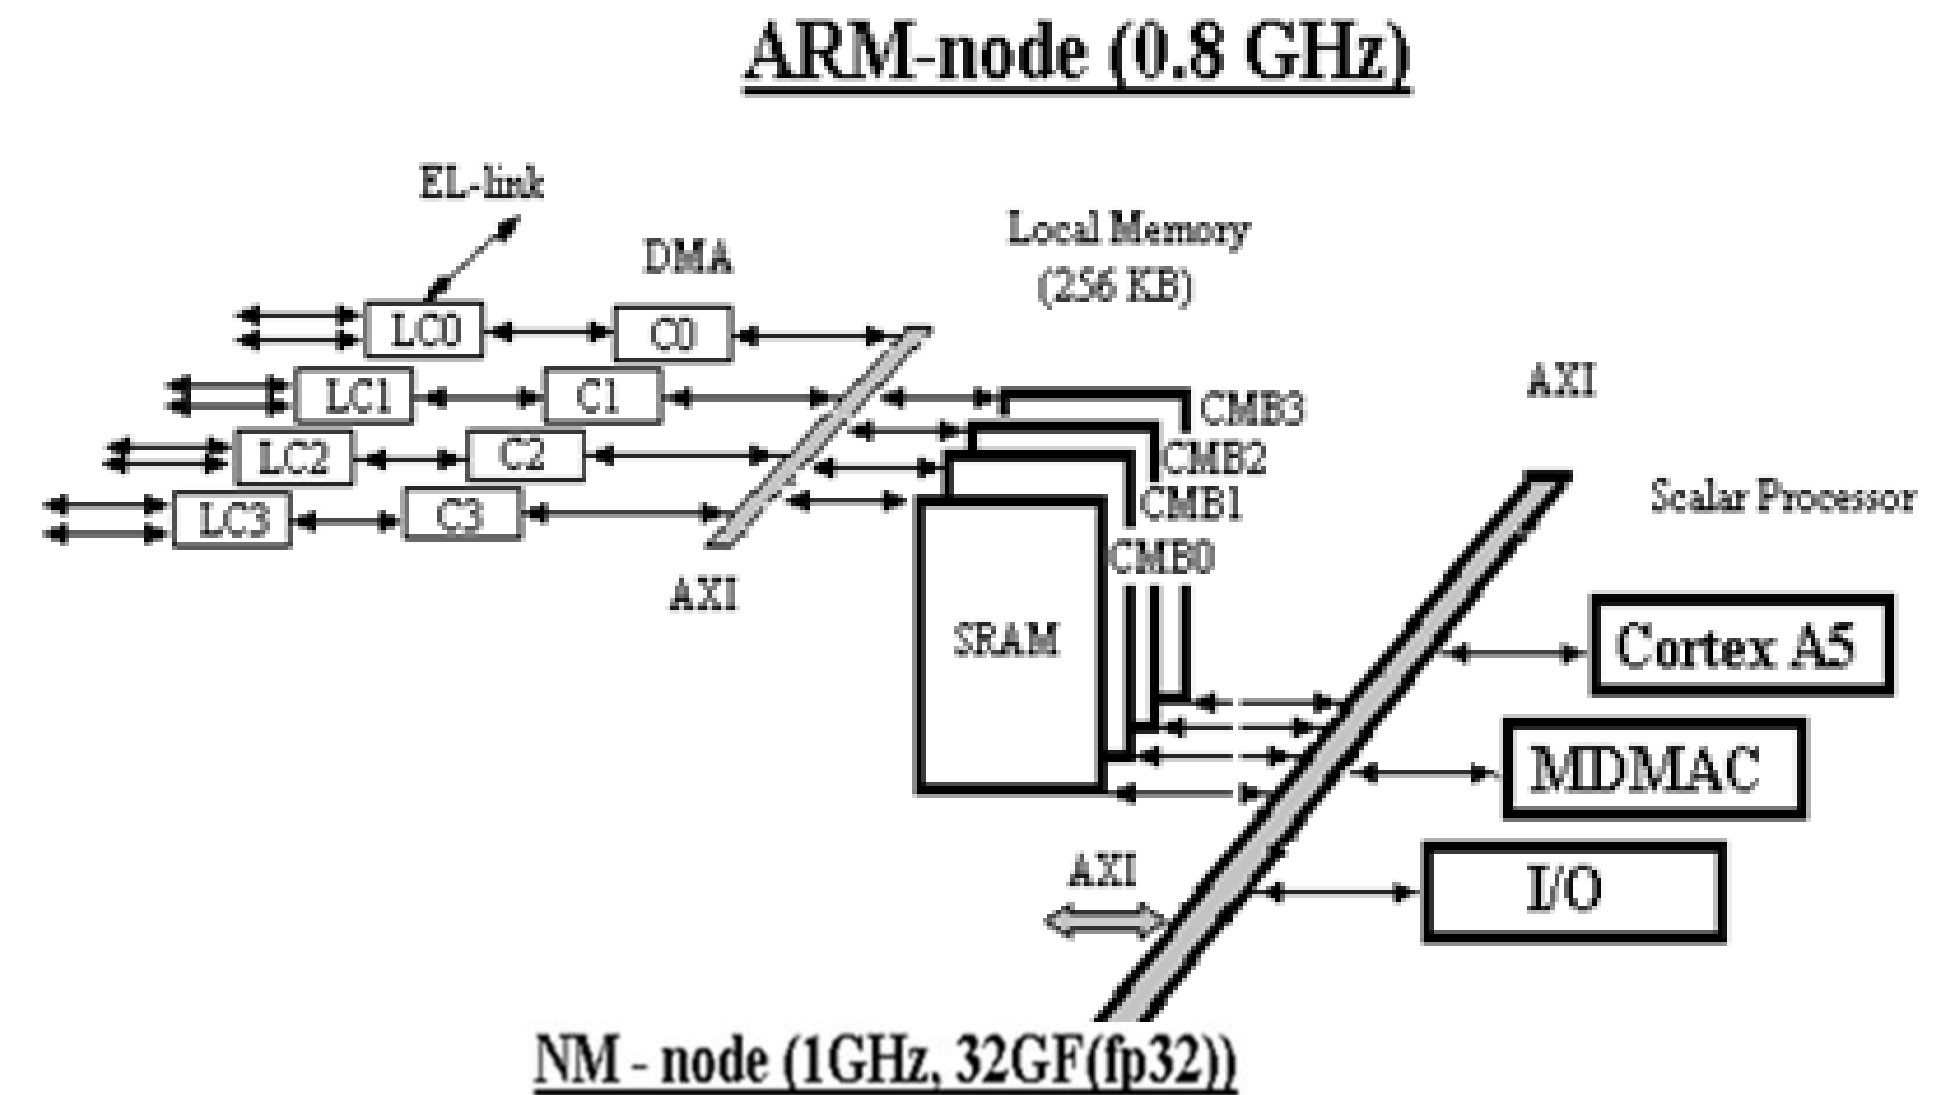 ARM-node (0.8 GHz)
EL-link
DMA
Local Memory
(256 KB)
LC0
C0
LC1
C1
LC2
C2
LC3
C3
AXI
CMB3
CMB2
CMB1
CMB0
SRAM
AXI
Scalar Processor
Cortex A5
MDMAC
I/O
AXI
NM - node (1GHz, 32GF(fp32))